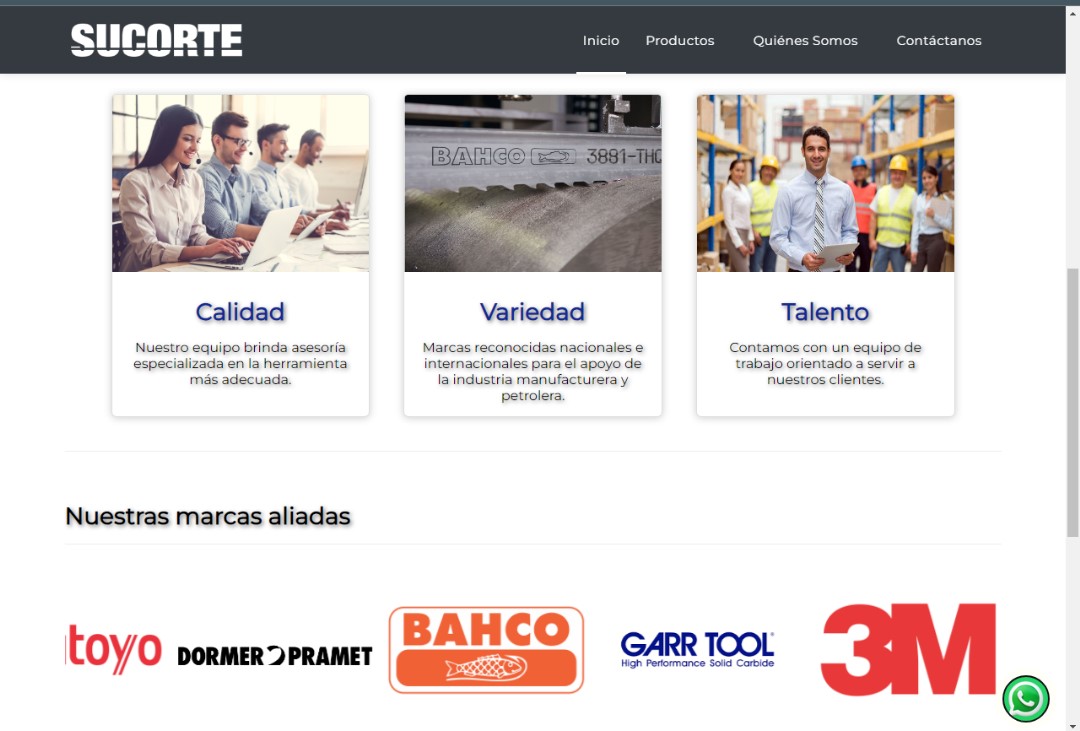 SUCORTE
Inicio Productos Quiénes Somos Contáctanos
BAHCO 3891-THQ
Calidad
Nuestro equipo brinda asesoría
especializada en la herramienta
más adecuada.
Variedad
Marcas reconocidas nacionales e
internacionales para el apoyo de
la industria manufacturera y
petrolera.
Talento
Contamos con un equipo de
trabajo orientado a servir a
nuestros clientes.
Nuestras marcas aliadas
toyo
DORMER PRAMET
BAHCO
GARR TOOL
High Performance Solid Carbide
3M